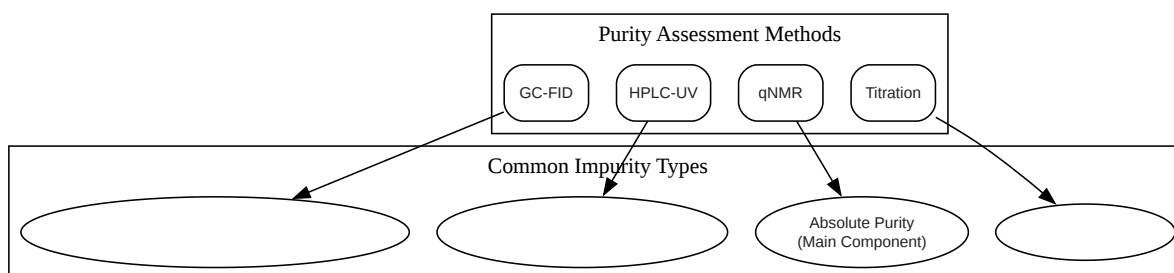 Purity Assessment Methods
GC-FID
HPLC-UV
qNMR
Titration
Common Impurity Types
Absolute Purity
(Main Component)